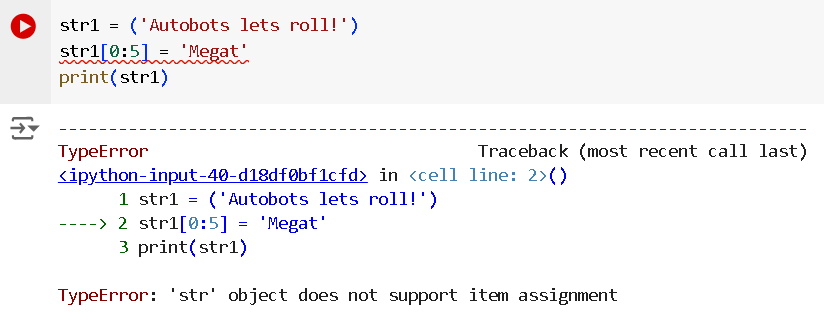 str1 = ('Autobots lets roll!')
str1[0:5] = 'Megat'
print(str1)
---------------------------------------------------------------------------
TypeError                                 Traceback (most recent call last)
<ipython-input-40-d18df0bf1cfd> in <cell line: 2>()
      1 str1 = ('Autobots lets roll!')
----> 2 str1[0:5] = 'Megat'
      3 print(str1)
TypeError: 'str' object does not support item assignment